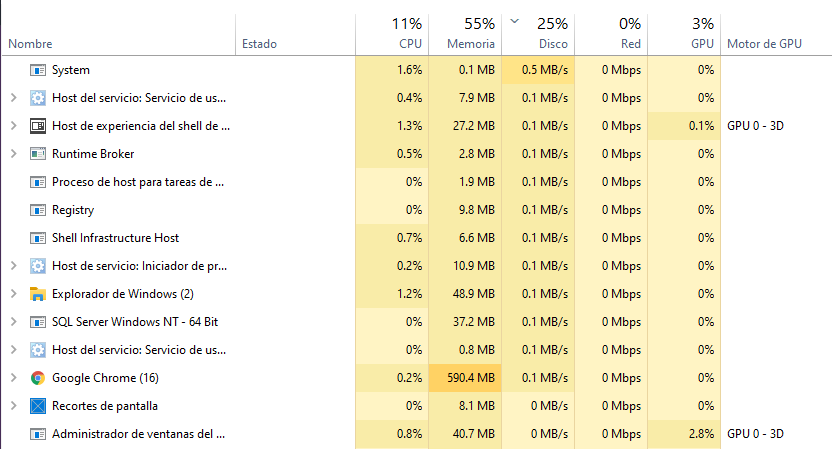 11% 55% 25% 0% 3%
Nombre Estado CPU Memoria Disco Red GPU Motor de GPU
System 1.6% 0.1 MB 0.5 MB/s 0 Mbps 0%
Host del servicio: Servicio de us... 0.4% 7.9 MB 0.1 MB/s 0 Mbps 0%
Host de experiencia del shell de ... 1.3% 27.2 MB 0.1 MB/s 0 Mbps 0.1% GPU 0 - 3D
Runtime Broker 0.5% 2.8 MB 0.1 MB/s 0 Mbps 0%
Proceso de host para tareas de ... 0% 1.9 MB 0.1 MB/s 0 Mbps 0%
Registry 0% 9.8 MB 0.1 MB/s 0 Mbps 0%
Shell Infrastructure Host 0.7% 6.6 MB 0.1 MB/s 0 Mbps 0%
Host de servicio: Iniciador de pr... 0.2% 10.9 MB 0.1 MB/s 0 Mbps 0%
Explorador de Windows (2) 1.2% 48.9 MB 0.1 MB/s 0 Mbps 0%
SQL Server Windows NT - 64 Bit 0% 37.2 MB 0.1 MB/s 0 Mbps 0%
Host del servicio: Servicio de us... 0% 0.8 MB 0.1 MB/s 0 Mbps 0%
Google Chrome (16) 0.2% 590.4 MB 0.1 MB/s 0 Mbps 0%
Recortes de pantalla 0% 8.1 MB 0 MB/s 0 Mbps 0%
Administrador de ventanas del ... 0.8% 40.7 MB 0 MB/s 0 Mbps 2.8% GPU 0 - 3D